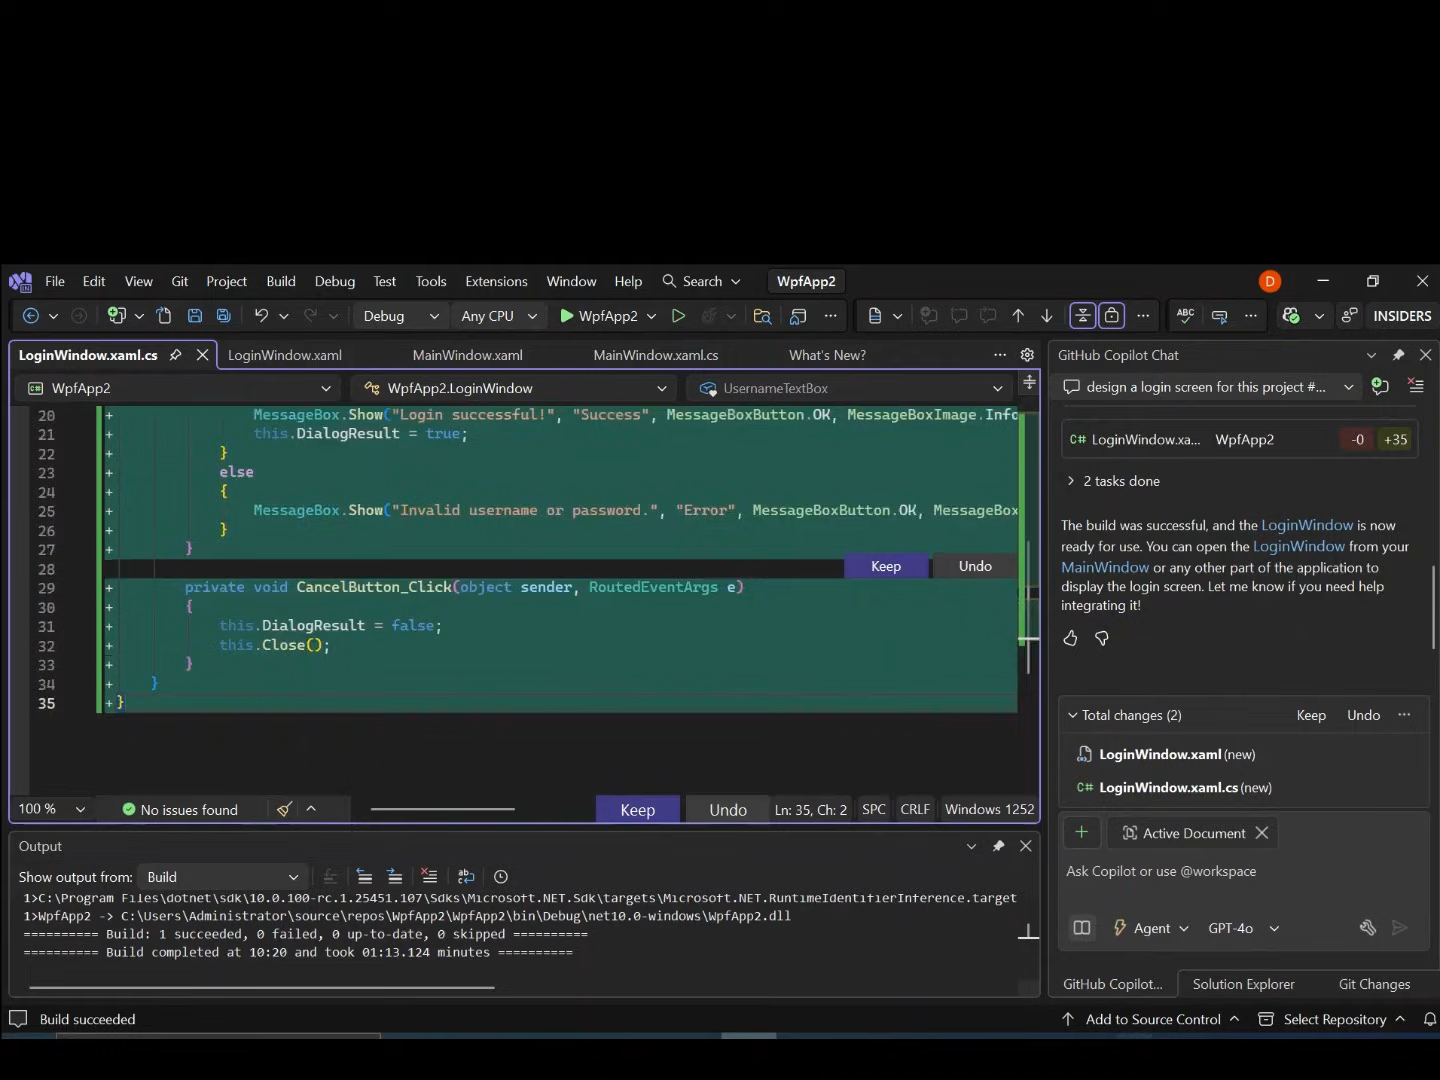 File Edit View Git Project Build Debug Test Tools Extensions Window Help Search WpfApp2 D
Debug Any CPU WpfApp2 ABC INSIDERS
LoginWindow.xaml.cs LoginWindow.xaml MainWindow.xaml MainWindow.xaml.cs What's New?
WpfApp2 WpfApp2.LoginWindow UsernameTextBox
20 + MessageBox.Show("Login successful!", "Success", MessageBoxButton.OK, MessageBoxImage.Info
21 + this.DialogResult = true;
22 + }
23 + else
24 + {
25 + MessageBox.Show("Invalid username or password.", "Error", MessageBoxButton.OK, MessageBox
26 + }
27 + }
28
Keep Undo
29 + private void CancelButton_Click(object sender, RoutedEventArgs e)
30 + {
31 + this.DialogResult = false;
32 + this.Close();
33 + }
34 + }
35 + }
100 % No issues found Keep Undo Ln: 35, Ch: 2 SPC CRLF Windows 1252
Output
Show output from: Build
1>C:\Program Files\dotnet\sdk\10.0.100-rc.1.25451.107\Sdks\Microsoft.NET.Sdk\targets\Microsoft.NET.RuntimeIdentifierInference.target
1>WpfApp2 -> C:\Users\Administrator\source\repos\WpfApp2\WpfApp2\bin\Debug\net10.0-windows\WpfApp2.dll
========== Build: 1 succeeded, 0 failed, 0 up-to-date, 0 skipped ==========
========== Build completed at 10:20 and took 01:13.124 minutes ==========
GitHub Copilot Chat
design a login screen for this project #...
C# LoginWindow.xa... WpfApp2 -0 +35
2 tasks done
The build was successful, and the LoginWindow is now
ready for use. You can open the LoginWindow from your
MainWindow or any other part of the application to
display the login screen. Let me know if you need help
integrating it!
Total changes (2) Keep Undo ...
LoginWindow.xaml (new)
C# LoginWindow.xaml.cs (new)
+ Active Document
Ask Copilot or use @workspace
Agent GPT-4o
GitHub Copilot... Solution Explorer Git Changes
Build succeeded Add to Source Control Select Repository